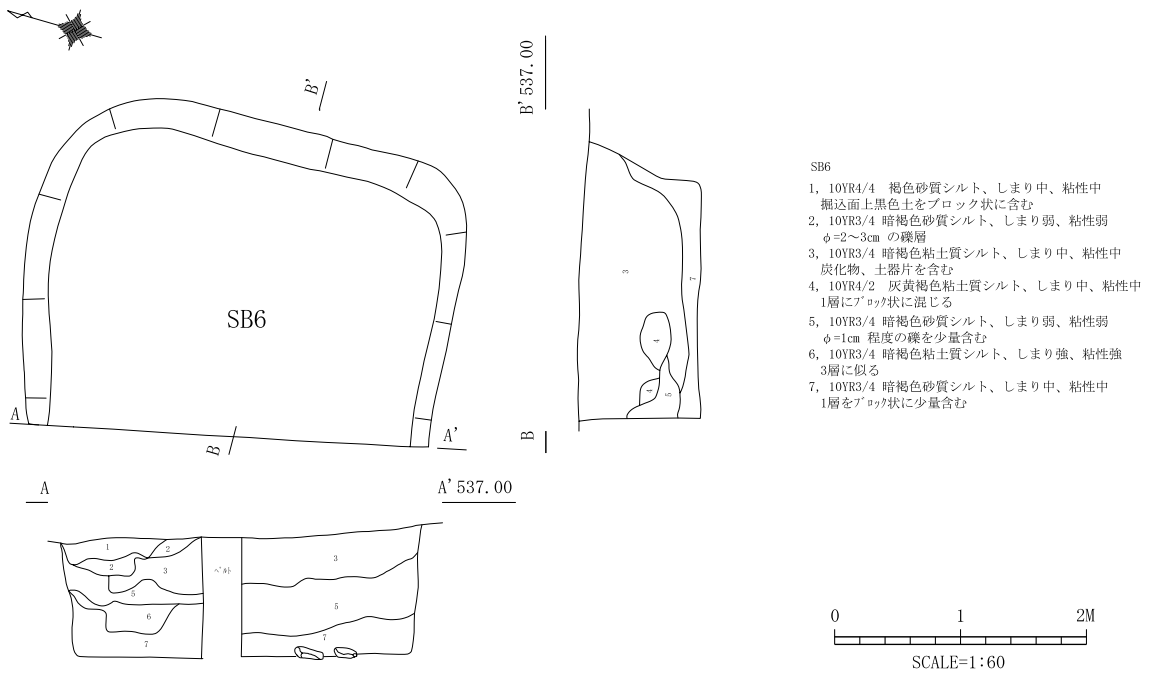 B'
B' 537.00
SB6
A
A'
B
B
A
A' 537.00
3
7
4
4
5
1
2
2
3
5
6
7
ﾍﾞﾙﾄ
3
5
7
SB6
1, 10YR4/4　褐色砂質シルト、しまり中、粘性中
掘込面上黒色土をブロック状に含む
2, 10YR3/4 暗褐色砂質シルト、しまり弱、粘性弱
φ=2～3cm の礫層
3, 10YR3/4 暗褐色粘土質シルト、しまり中、粘性中
炭化物、土器片を含む
4, 10YR4/2　灰黄褐色粘土質シルト、しまり中、粘性中
1層にﾌﾞﾛｯｸ状に混じる
5, 10YR3/4 暗褐色砂質シルト、しまり弱、粘性弱
φ=1cm 程度の礫を少量含む
6, 10YR3/4 暗褐色粘土質シルト、しまり強、粘性強
3層に似る
7, 10YR3/4 暗褐色砂質シルト、しまり中、粘性中
1層をﾌﾞﾛｯｸ状に少量含む
0 1 2M
SCALE=1:60